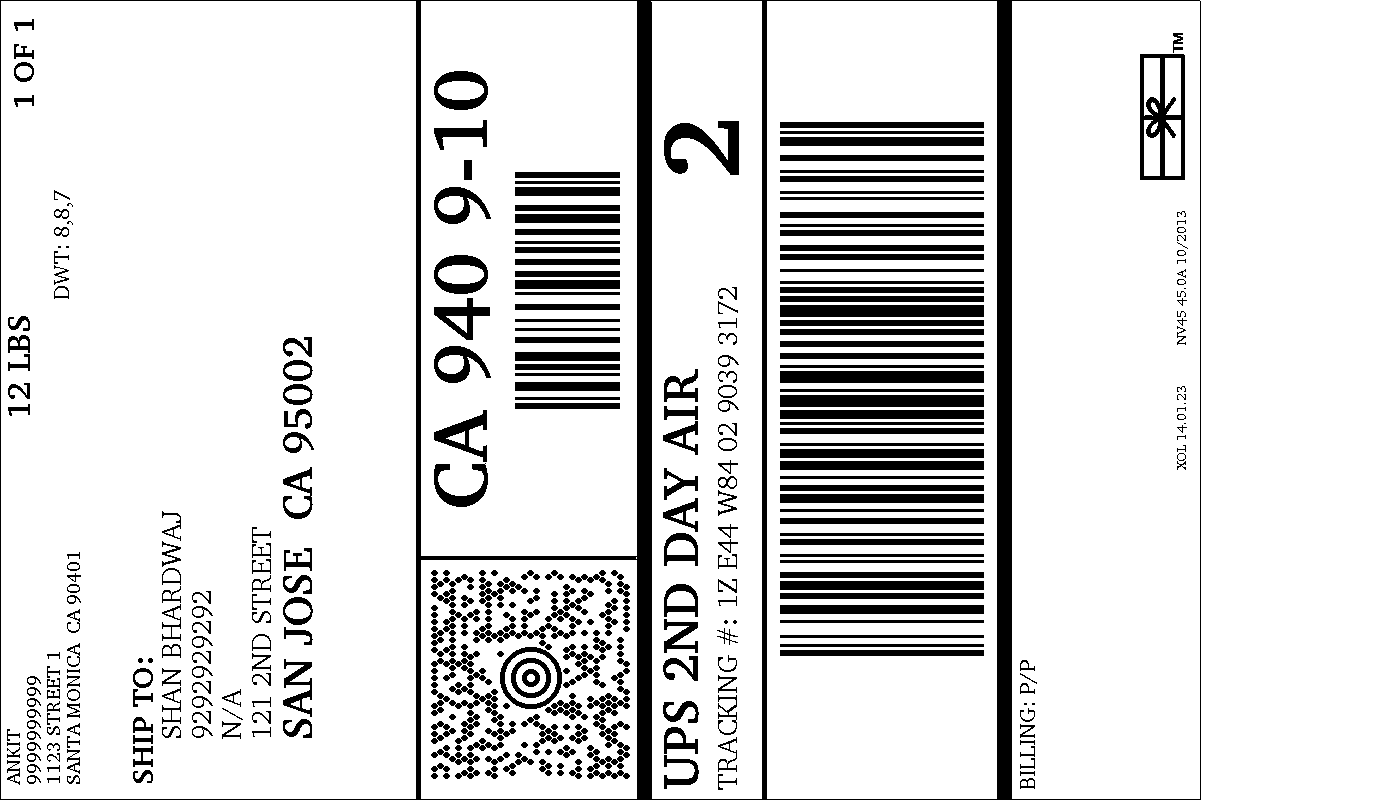 ANKIT
9999999999
1123 STREET 1
SANTA MONICA CA 90401
12 LBS
1 OF 1
DWT: 8,8,7
SHIP TO:
SHAN BHARDWAJ
9292929292
N/A
121 2ND STREET
SAN JOSE CA 95002
CA 940 9-10
UPS 2ND DAY AIR
TRACKING #: 1Z E44 W84 02 9039 3172
2
BILLING: P/P
XOL 14.01.23 NV45 45.0A 10/2013
TM